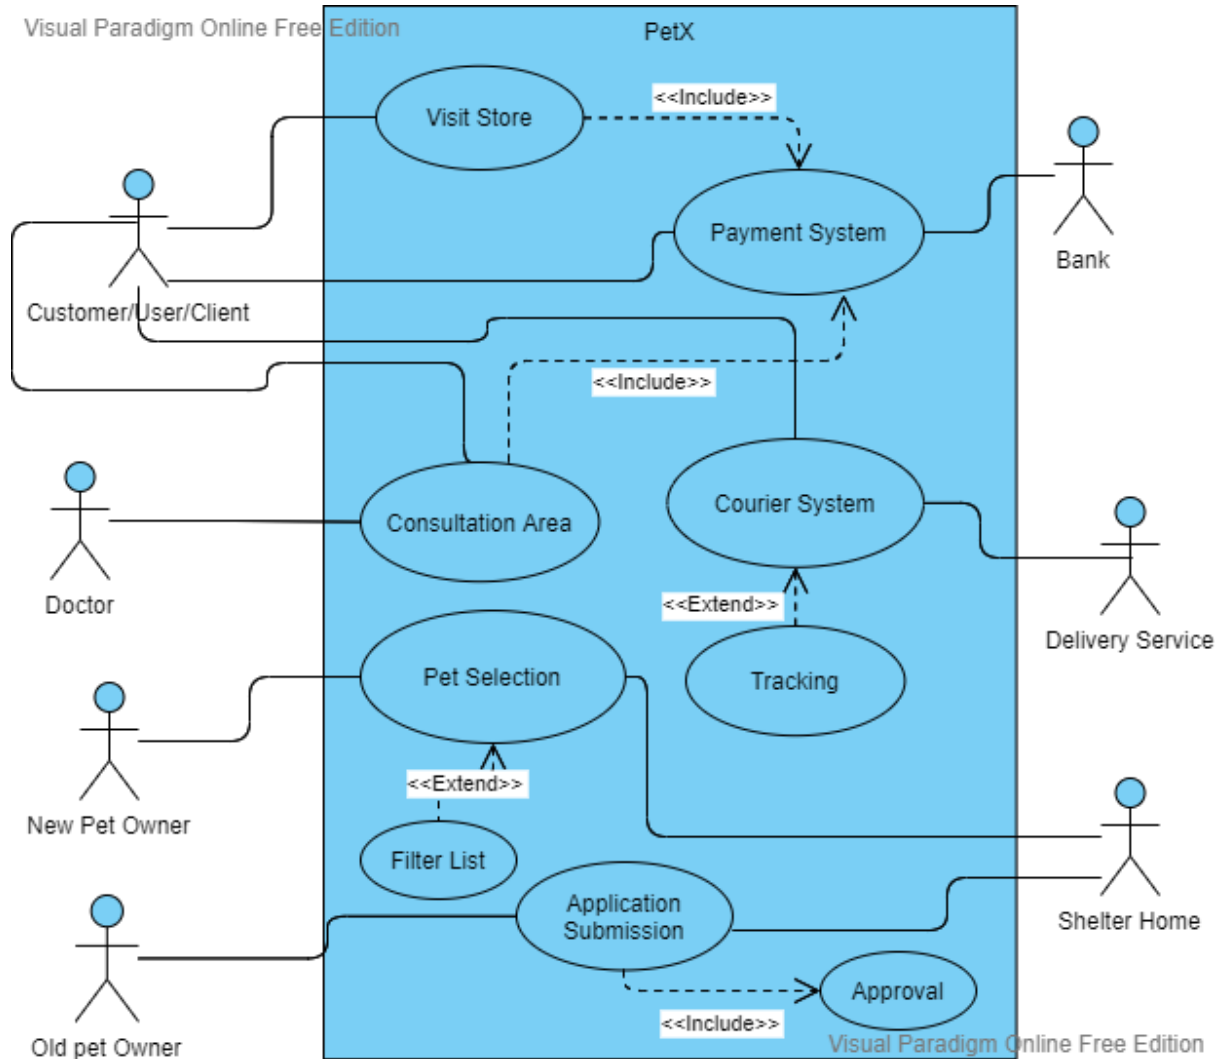 Visual Paradigm Online Free Edition
PetX
<<Include>>
Visit Store
Payment System
Bank
Customer/User/Client
<<Include>>
Consultation Area
Courier System
Doctor
<<Extend>>
Delivery Service
Pet Selection
Tracking
<<Extend>>
New Pet Owner
Filter List
Application
Submission
Shelter Home
Approval
<<Include>>
Old pet Owner
Visual Paradigm Online Free Edition